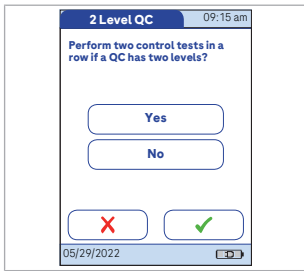 2 Level QC 09:15 am
Perform two control tests in a
row if a QC has two levels?
Yes
No
05/29/2022